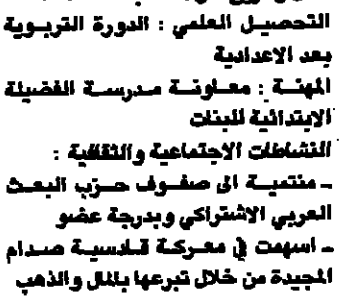 التحصيل العلمي : الدورة التربوية
بعد الاعدادية
المهنة : معاونة مدرسة الفضيلة
الابتدائية للبنات
النشاطات الاجتماعية والثقافية :
ـ منتمية الى صفوف حزب البعث
العربي الاشتراكي وبدرجة عضو
ـ اسهمت في معركة قادسية صدام
المجيدة من خلال تبرعها بالمال والذهب